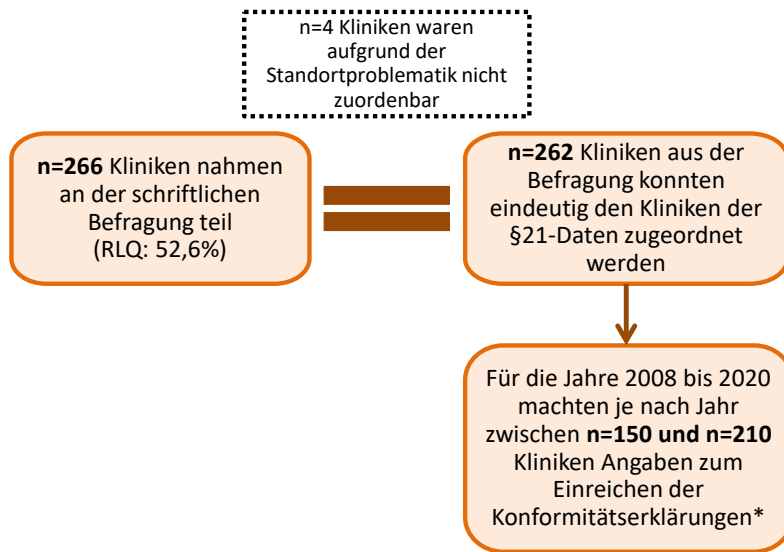 n=4 Kliniken waren
aufgrund der
Standortproblematik nicht
zuordenbar
n=266 Kliniken nahmen
an der schriftlichen
Befragung teil
(RLQ: 52,6%)
n=262 Kliniken aus der
Befragung konnten
eindeutig den Kliniken der
§21-Daten zugeordnet
werden
Für die Jahre 2008 bis 2020
machten je nach Jahr
zwischen n=150 und n=210
Kliniken Angaben zum
Einreichen der
Konformitätserklärungen*